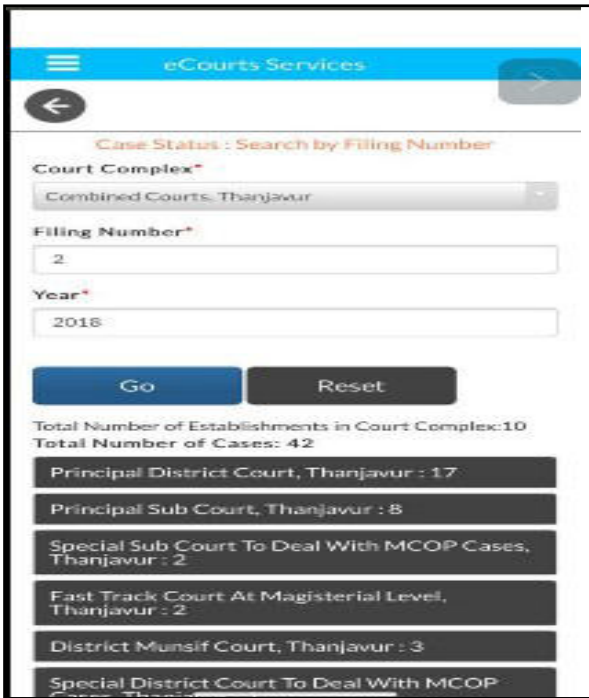 eCourts Services
Case Status : Search by Filing Number
Court Complex*
Combined Courts, Thanjavur
Filing Number*
2
Year*
2018
Go Reset
Total Number of Establishments in Court Complex:10
Total Number of Cases: 42
Principal District Court, Thanjavur : 17
Principal Sub Court, Thanjavur : 8
Special Sub Court To Deal With MCOP Cases,
Thanjavur : 2
Fast Track Court At Magisterial Level,
Thanjavur : 2
District Munsif Court, Thanjavur : 3
Special District Court To Deal With MCOP